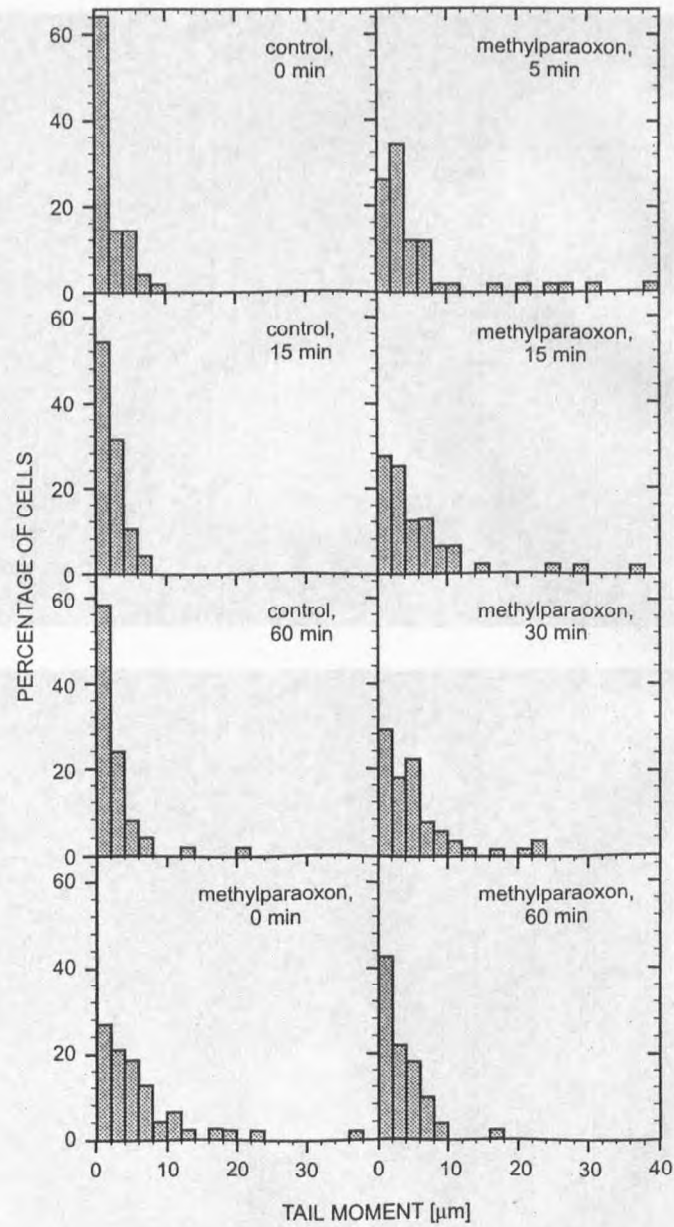 60
40
20
0
control,
0 min
methylparaoxon,
5 min
60
40
20
0
control,
15 min
methylparaoxon,
15 min
60
40
20
0
control,
60 min
methylparaoxon,
30 min
60
40
20
0
methylparaoxon,
0 min
methylparaoxon,
60 min
0 10 20 30 0 10 20 30 40
PERCENTAGE OF CELLS
TAIL MOMENT [µm]